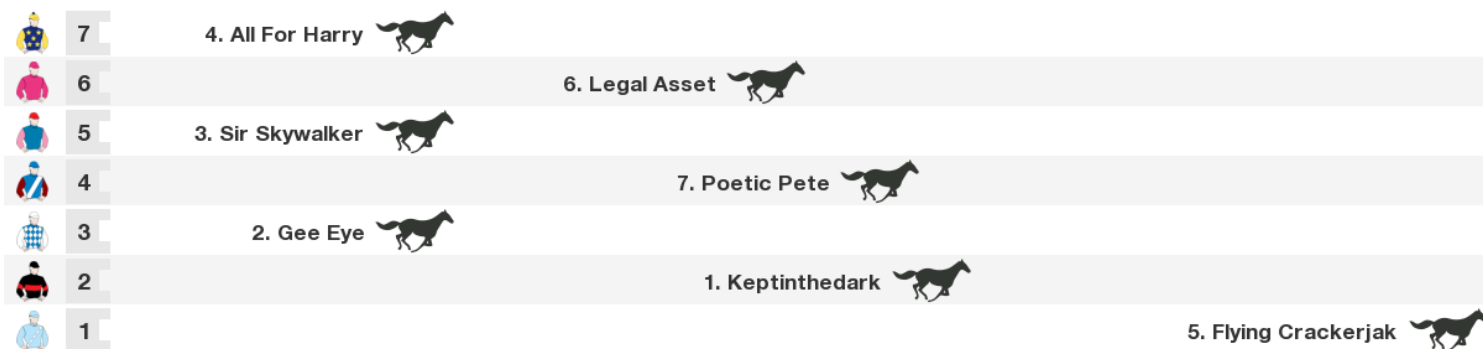 7 4. All For Harry
6 6. Legal Asset
5 3. Sir Skywalker
4 7. Poetic Pete
3 2. Gee Eye
2 1. Keptinthedark
1 5. Flying Crackerjak